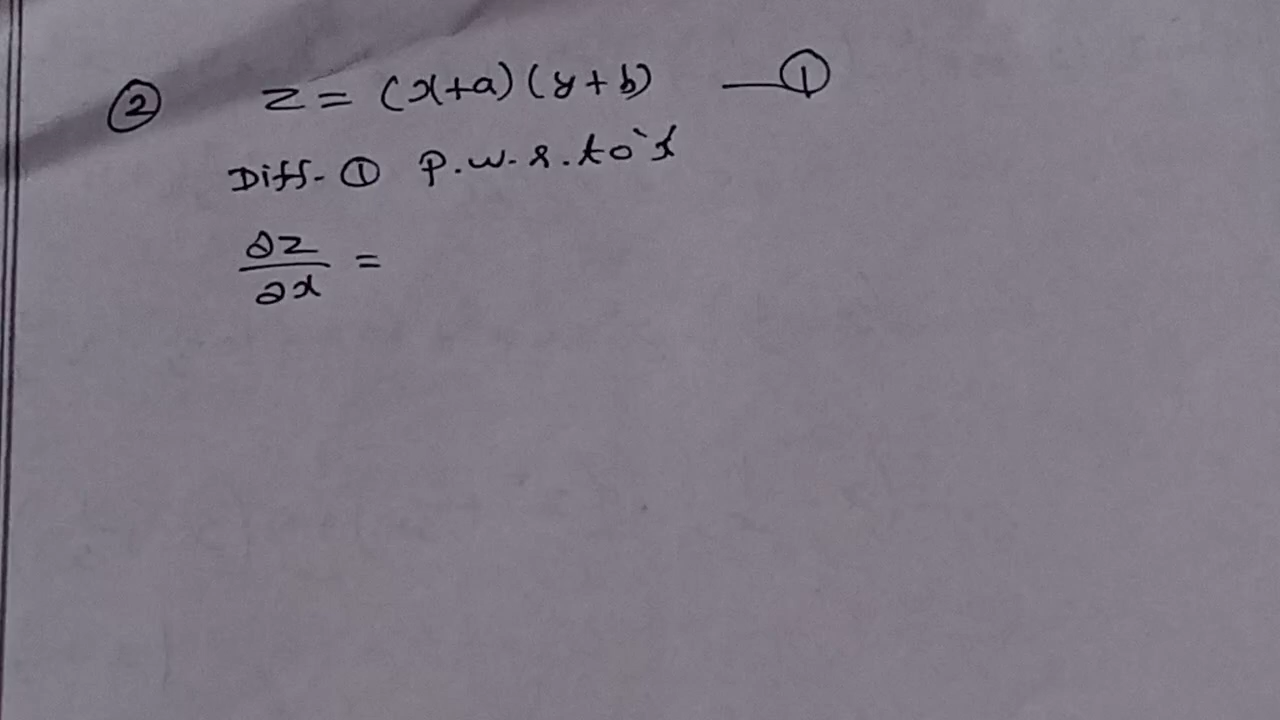 ② z = (x+a)(y+b) —①
Diff. ① P.w.r.to 'x
∂z/∂x =